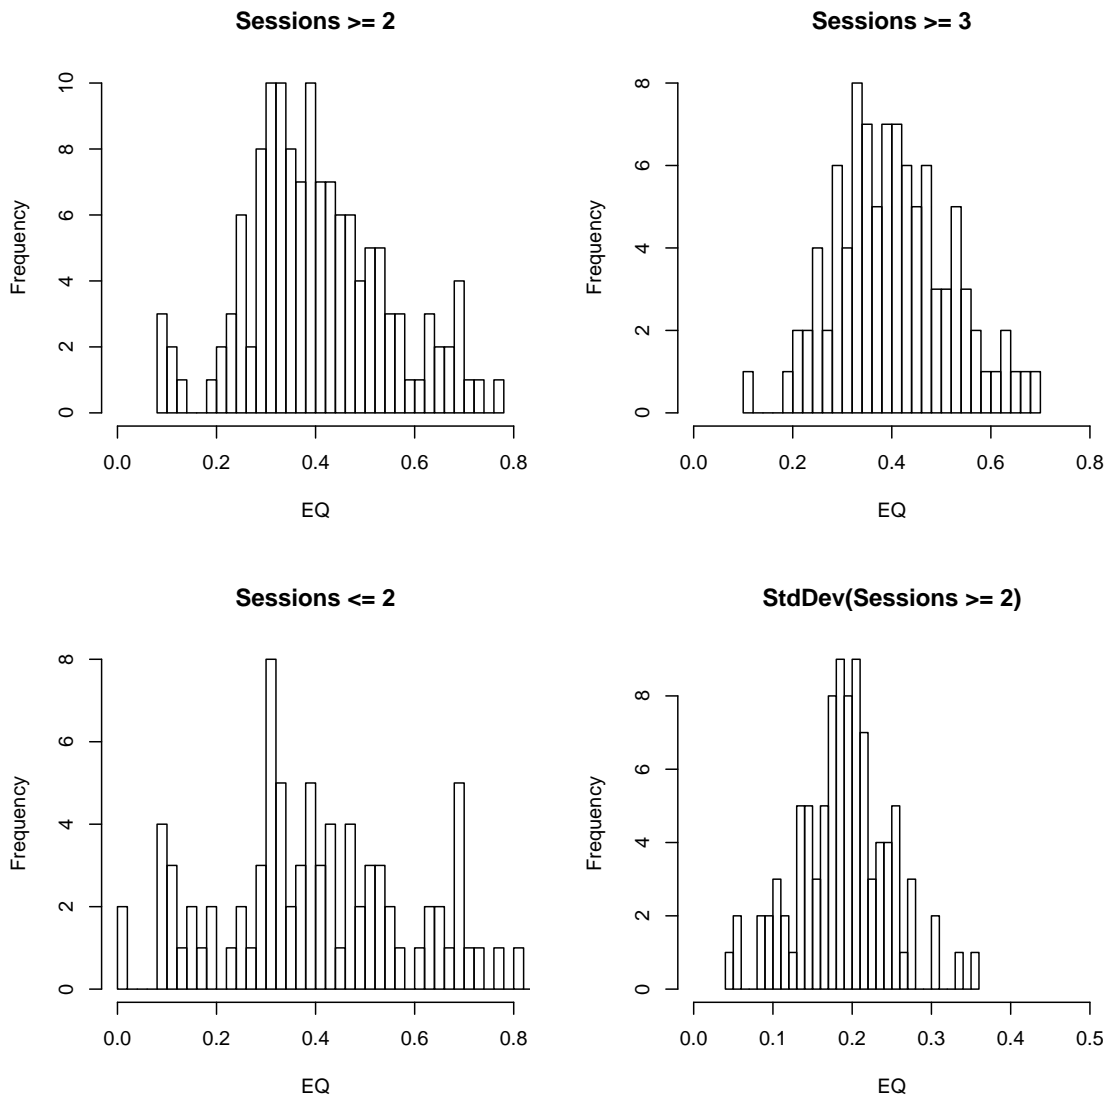 Sessions >= 2
Frequency
0 2 4 6 8 10
0.0 0.2 0.4 0.6 0.8
EQ
Sessions >= 3
Frequency
0 2 4 6 8
0.0 0.2 0.4 0.6 0.8
EQ
Sessions <= 2
Frequency
0 2 4 6 8
0.0 0.2 0.4 0.6 0.8
EQ
StdDev(Sessions >= 2)
Frequency
0 2 4 6 8
0.0 0.1 0.2 0.3 0.4 0.5
EQ